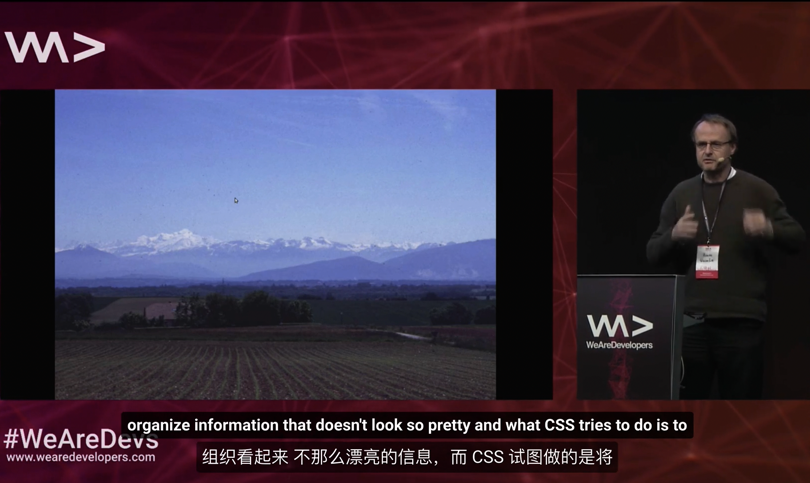 #WeAreDevs
www.wearedevelopers.com
WeAreDevelopers
organize information that doesn't look so pretty and what CSS tries to do is to
组织看起来 不那么漂亮的信息，而 CSS 试图做的是将